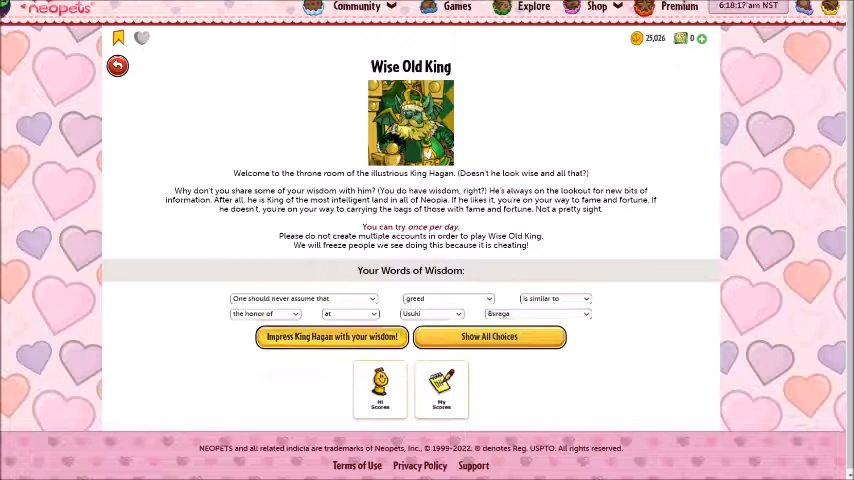 neopets
Community Games Explore Shop Premium 6:18:17 am NST
25,026 0
Wise Old King
Welcome to the throne room of the illustrious King Hagan. (Doesn't he look wise and all that?)
Why don't you share some of your wisdom with him? (You do have wisdom, right?) He's always on the lookout for new bits of
information. After all, he is King of the most intelligent land in all of Neopia. If he likes it, you're on your way to fame and fortune. If
he doesn't, you're on your way to carrying the bags of those with fame and fortune. Not a pretty sight.
You can try once per day.
Please do not create multiple accounts in order to play Wise Old King.
We will freeze people we see doing this because it is cheating!
Your Words of Wisdom:
One should never assume that greed is similar to
the honor of at Usuki
Impress King Hagan with your wisdom! Show All Choices
Hi
Scores
My
Scores
NEOPETS and all related indicia are trademarks of Neopets, Inc., © 1999-2022. ® denotes Reg. USPTO. All rights reserved.
Terms of Use Privacy Policy Support